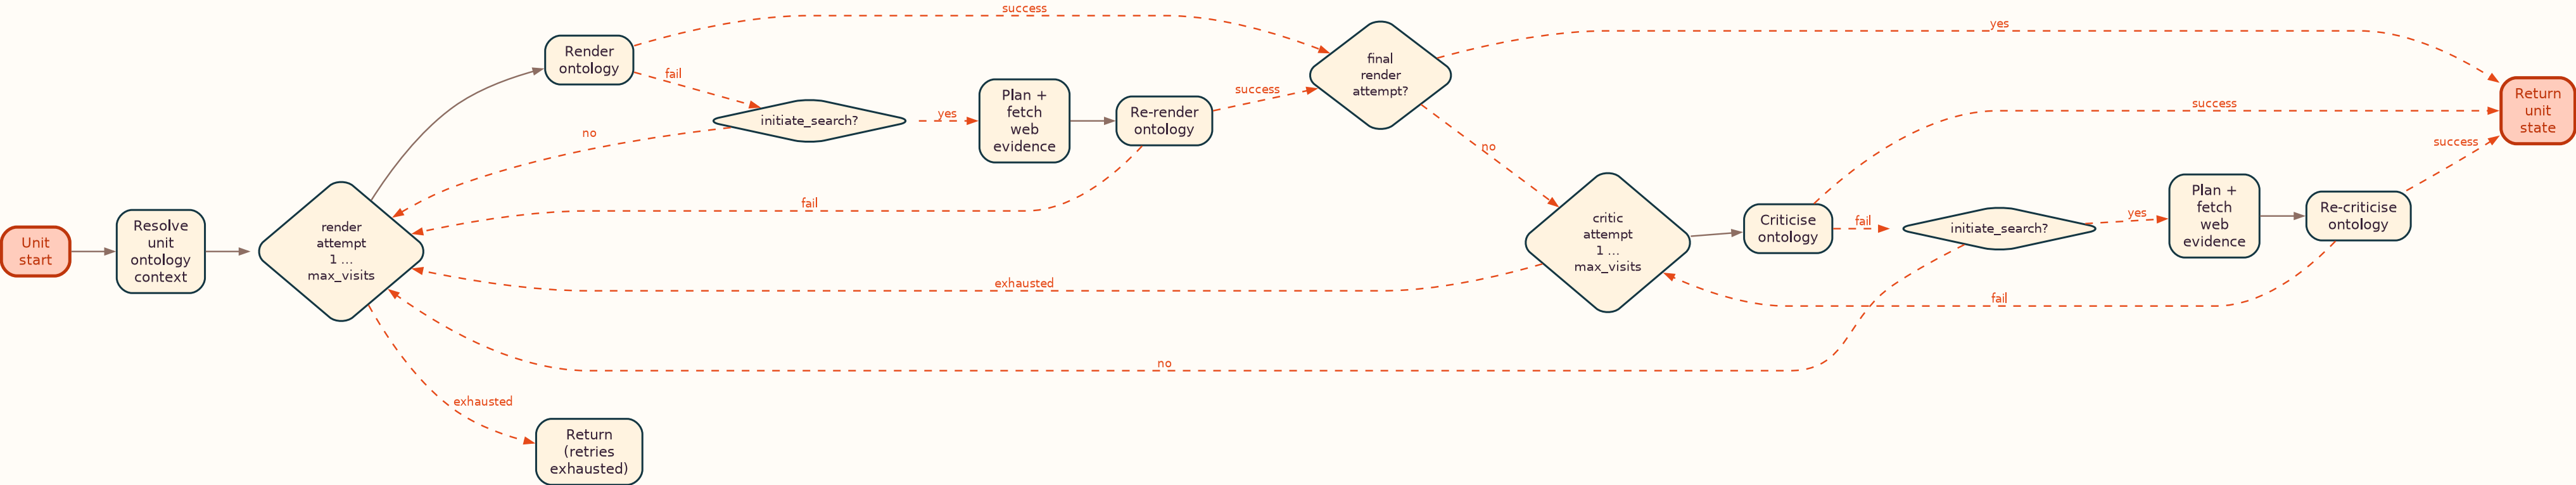 Unit
start
Resolve
unit
ontology
context
render
attempt
1 ...
max_visits
Render
ontology
success
fail
initiate_search?
no
yes
Plan +
fetch
web
evidence
Re-render
ontology
success
fail
final
render
attempt?
yes
no
critic
attempt
1 ...
max_visits
exhausted
Criticise
ontology
success
fail
initiate_search?
yes
no
Plan +
fetch
web
evidence
Re-criticise
ontology
success
fail
Return
unit
state
exhausted
Return
(retries
exhausted)